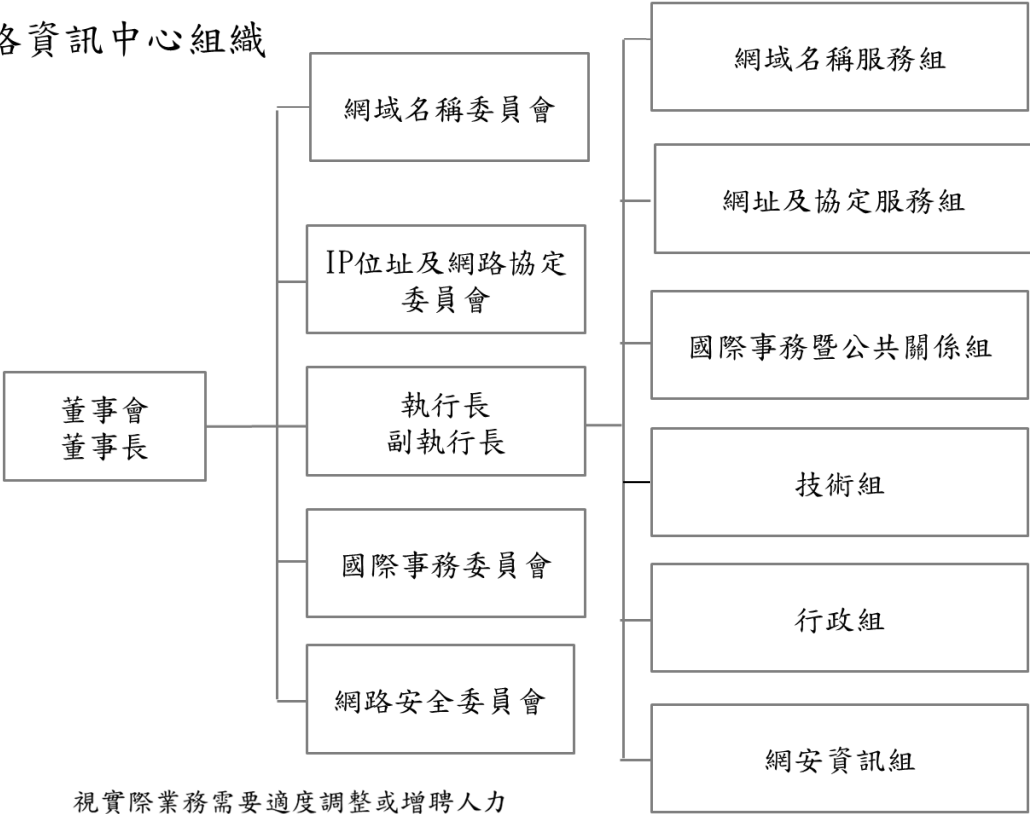 資訊中心組織
網域名稱委員會
IP位址及網路協定
委員會
董事會
董事長
執行長
副執行長
國際事務委員會
網路安全委員會
網域名稱服務組
網址及協定服務組
國際事務暨公共關係組
技術組
行政組
網安資訊組
視實際業務需要適度調整或增聘人力